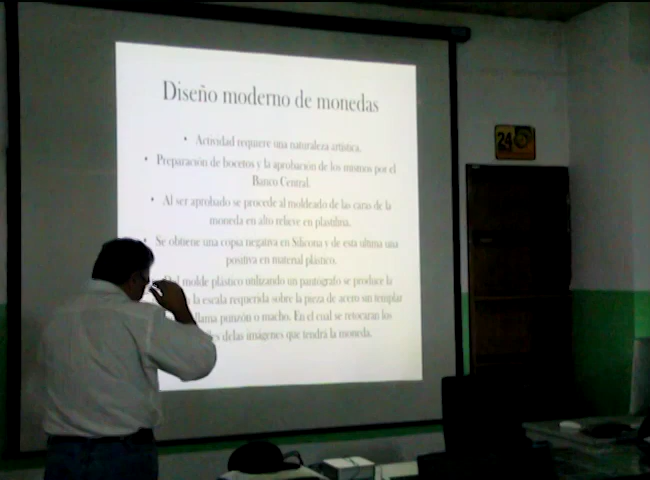 Diseño moderno de monedas
• Actividad requiere una naturaleza artística.
• Preparación de bocetos y la aprobación de los mismos por el
Banco Central.
• Al ser aprobado se procede al moldeado de las caras de la
moneda en alto relieve en plastilina.
• Se obtiene una copia negativa en Silicona y de esta ultima una
positiva en material plástico.
molde plástico utilizando un pantógrafo se produce la
la escala requerida sobre la pieza de acero sin templar
llama punzón o macho. En el cual se retocaran los
delas imágenes que tendrá la moneda.
24